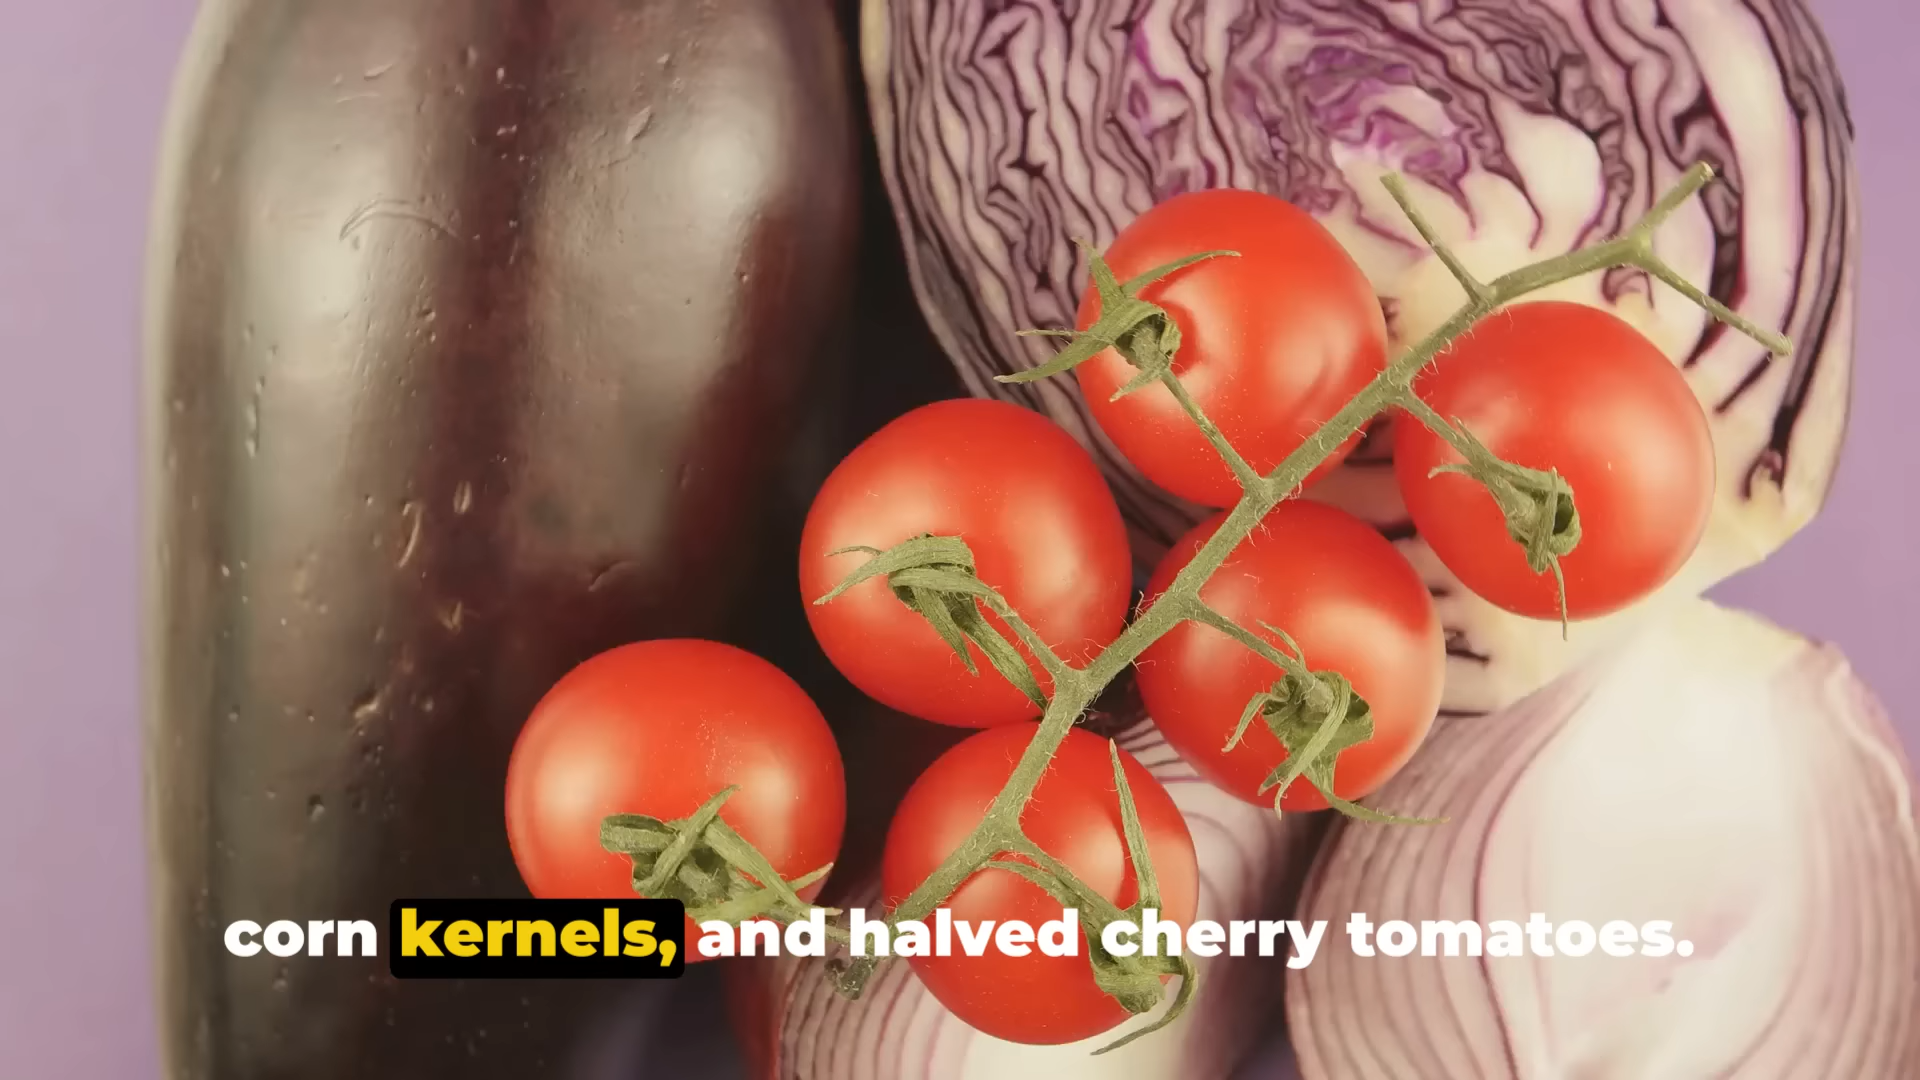 corn kernels, and halved cherry tomatoes.